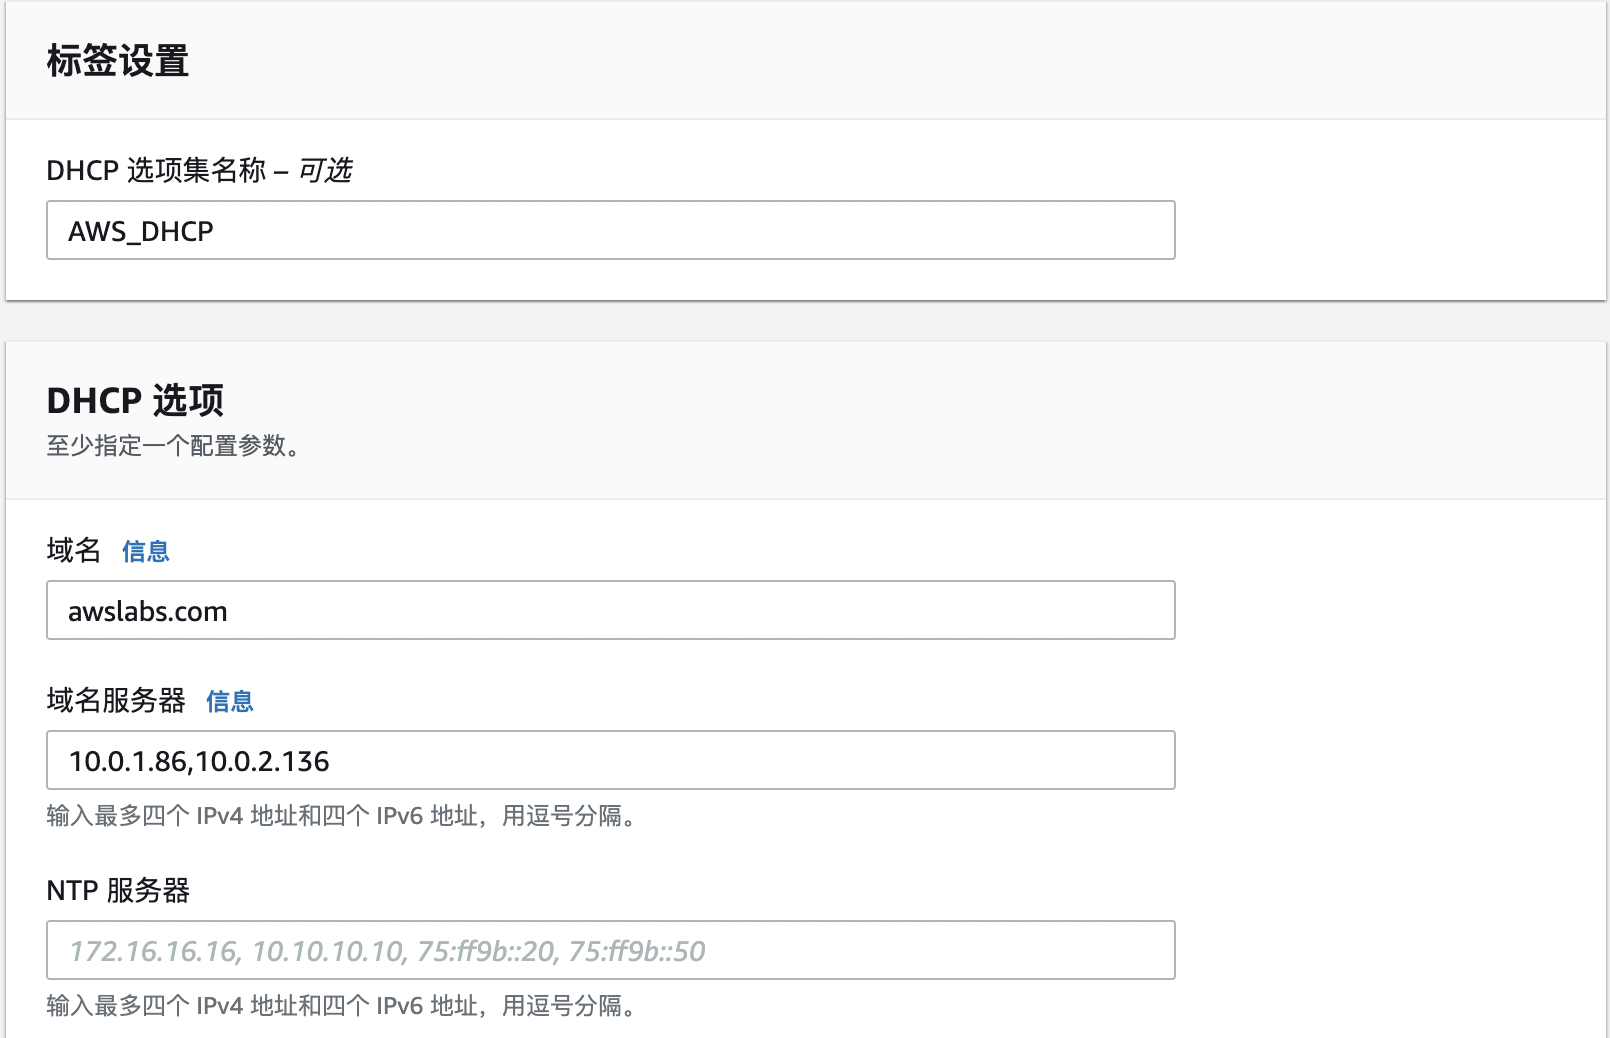 标签设置
DHCP 选项集名称 – 可选
AWS_DHCP
DHCP 选项
至少指定一个配置参数。
域名 信息
awslabs.com
域名服务器 信息
10.0.1.86,10.0.2.136
输入最多四个 IPv4 地址和四个 IPv6 地址，用逗号分隔。
NTP 服务器
172.16.16.16, 10.10.10.10, 75:ff9b::20, 75:ff9b::50
输入最多四个 IPv4 地址和四个 IPv6 地址，用逗号分隔。